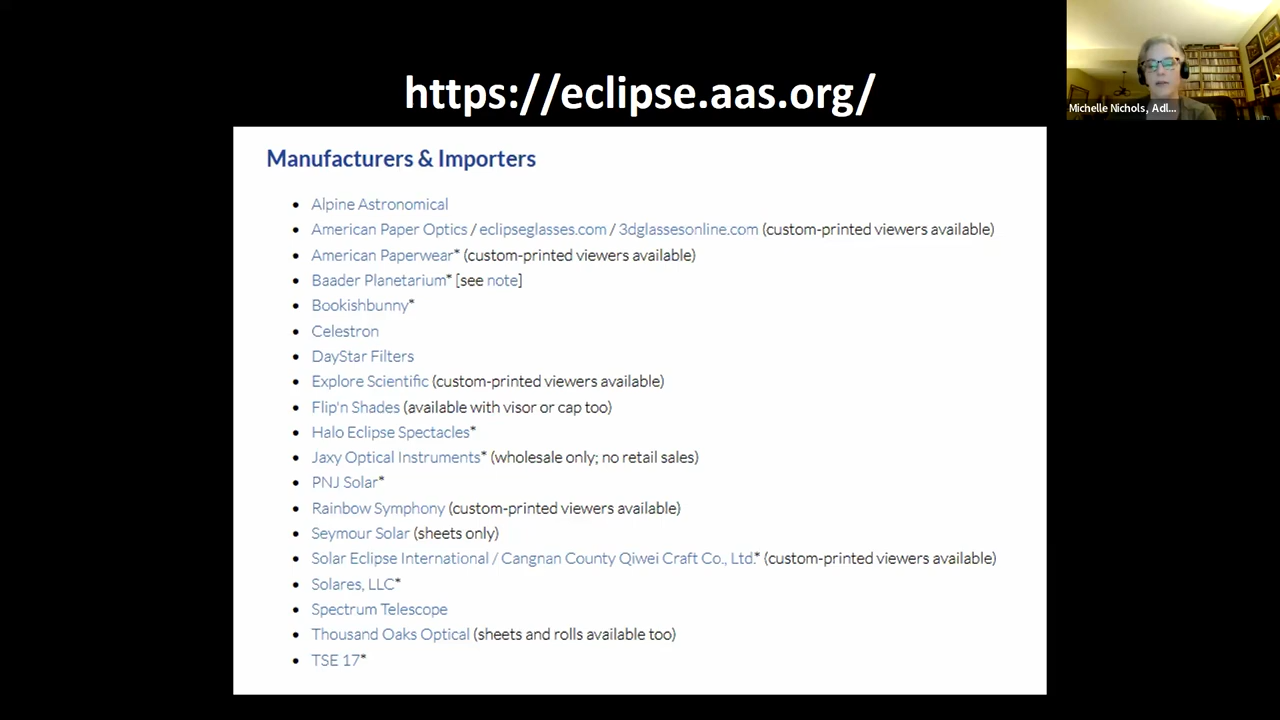 https://eclipse.aas.org/
Michelle Nichols, Adl...
Manufacturers & Importers
Alpine Astronomical
American Paper Optics / eclipseglasses.com / 3dglassesonline.com (custom-printed viewers available)
American Paperwear* (custom-printed viewers available)
Baader Planetarium* [see note]
Bookishbunny*
Celestron
DayStar Filters
Explore Scientific (custom-printed viewers available)
Flip'n Shades (available with visor or cap too)
Halo Eclipse Spectacles*
Jaxy Optical Instruments* (wholesale only; no retail sales)
PNJ Solar*
Rainbow Symphony (custom-printed viewers available)
Seymour Solar (sheets only)
Solar Eclipse International / Cangnan County Qiwei Craft Co., Ltd.* (custom-printed viewers available)
Solares, LLC*
Spectrum Telescope
Thousand Oaks Optical (sheets and rolls available too)
TSE 17*